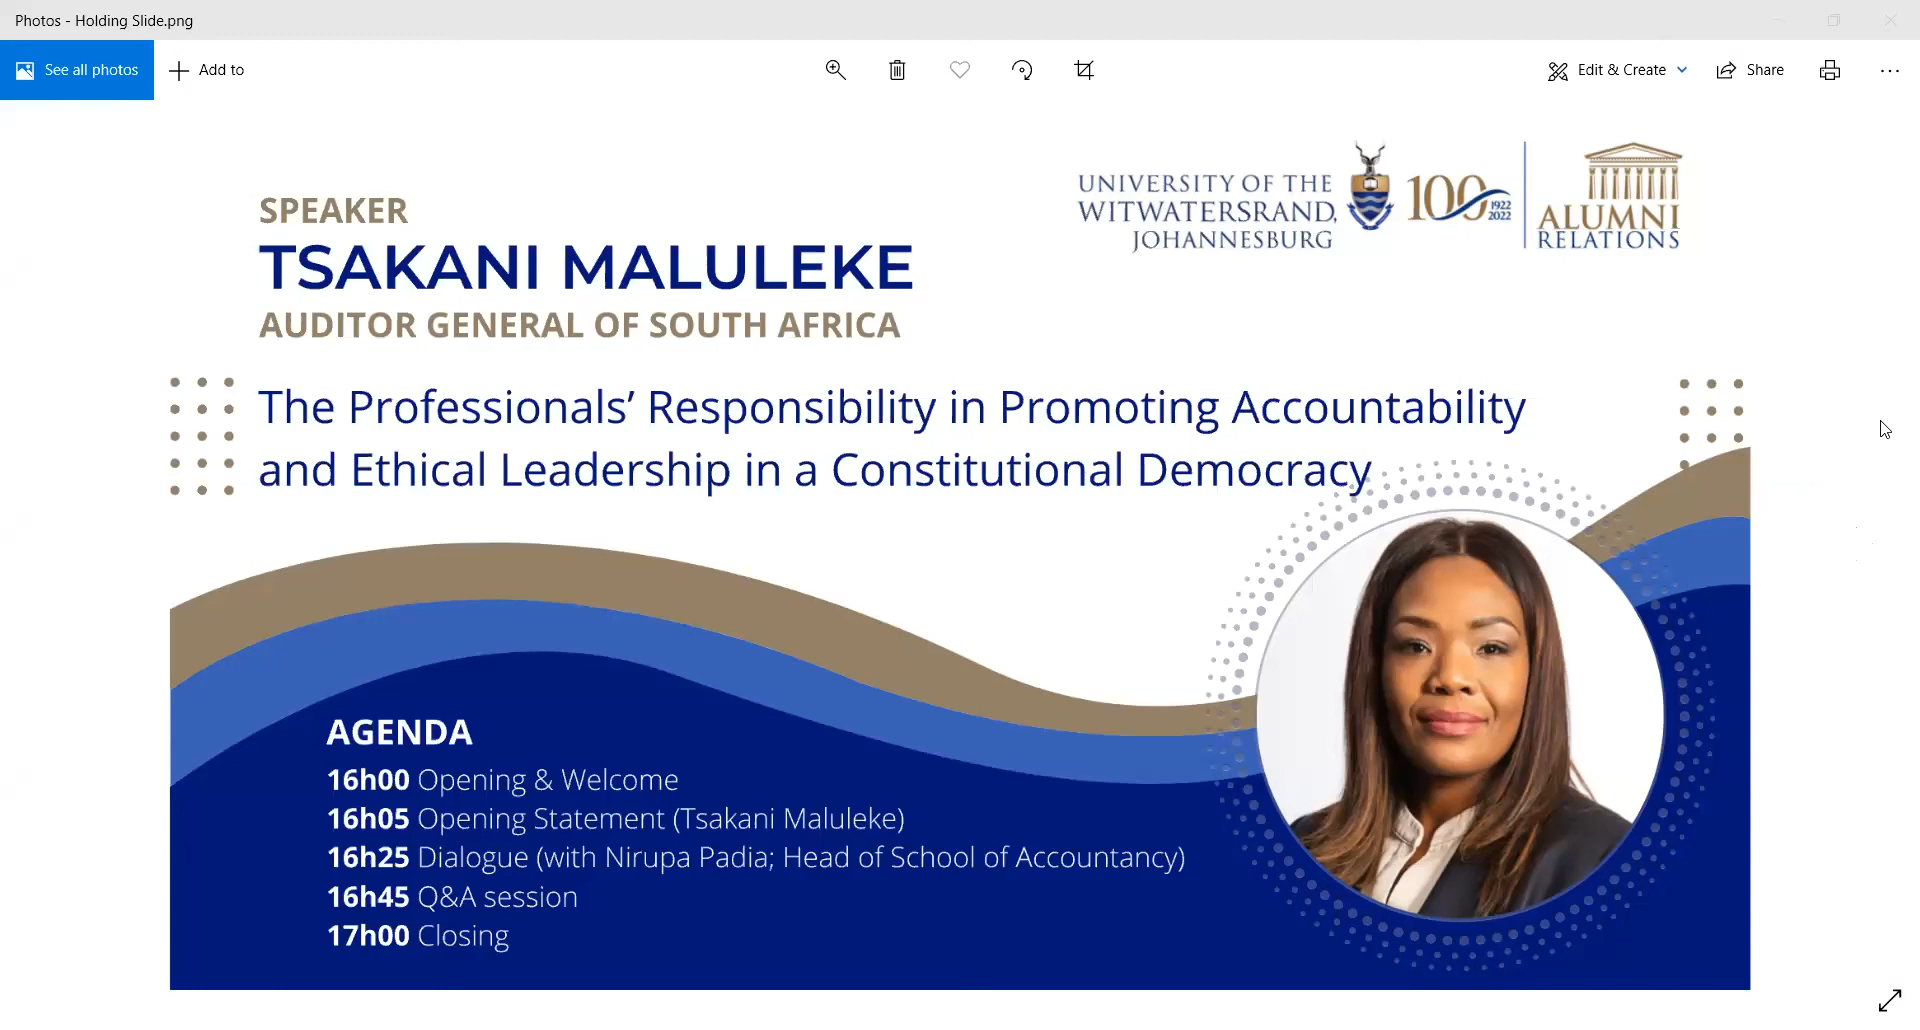 Photos - Holding Slide.png
See all photos
Add to
Edit & Create
Share
UNIVERSITY OF THE
WITWATERSRAND,
JOHANNESBURG
100
1922
2022
ALUMNI
RELATIONS
SPEAKER
TSAKANI MALULEKE
AUDITOR GENERAL OF SOUTH AFRICA
The Professionals’ Responsibility in Promoting Accountability
and Ethical Leadership in a Constitutional Democracy
AGENDA
16h00 Opening & Welcome
16h05 Opening Statement (Tsakani Maluleke)
16h25 Dialogue (with Nirupa Padia; Head of School of Accountancy)
16h45 Q&A session
17h00 Closing